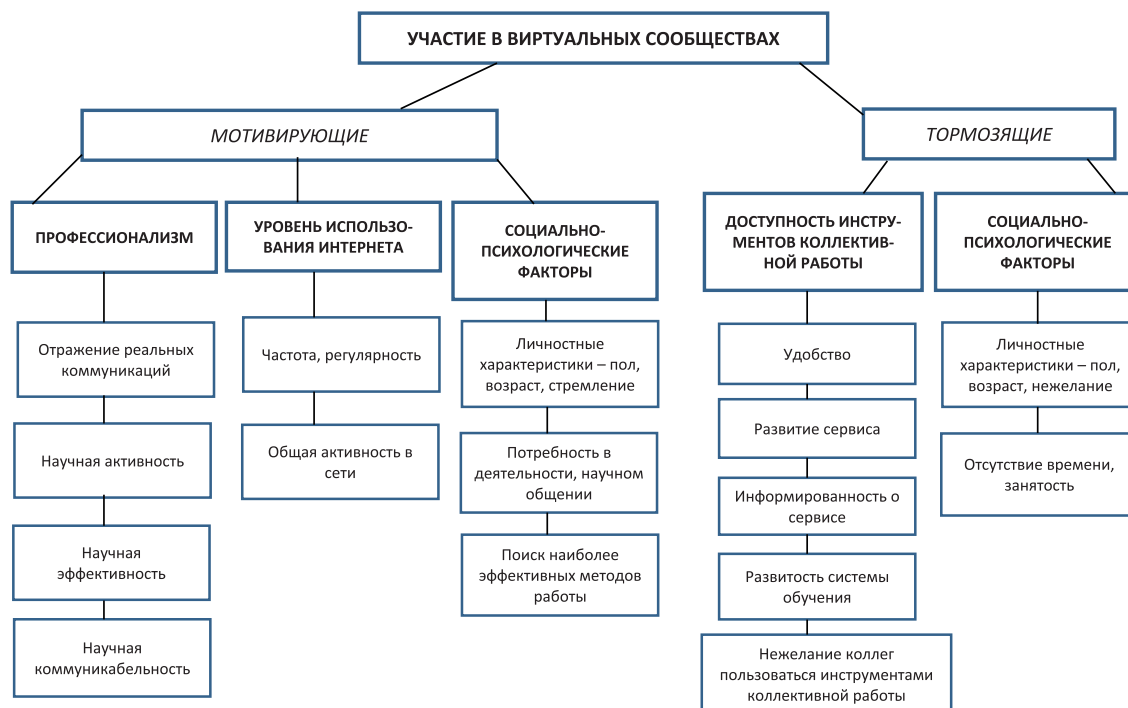 УЧАСТИЕ В ВИРТУАЛЬНЫХ СООБЩЕСТВАХ
МОТИВИРУЮЩИЕ
ТОРМОЗЯЩИЕ
ПРОФЕССИОНАЛИЗМ
УРОВЕНЬ ИСПОЛЬЗО-
ВАНИЯ ИНТЕРНЕТА
СОЦИАЛЬНО-
ПСИХОЛОГИЧЕСКИЕ
ФАКТОРЫ
ДОСТУПНОСТЬ ИНСТРУ-
МЕНТОВ КОЛЛЕКТИВ-
НОЙ РАБОТЫ
СОЦИАЛЬНО-
ПСИХОЛОГИЧЕСКИЕ
ФАКТОРЫ
Отражение реальных
коммуникаций
Научная активность
Научная
эффективность
Научная
коммуникабельность
Частота, регулярность
Общая активность в
сети
Личностные
характеристики – пол,
возраст, стремление
Потребность в
деятельности, научном
общении
Поиск наиболее
эффективных методов
работы
Удобство
Развитие сервиса
Информированность о
сервисе
Развитость системы
обучения
Нежелание коллег
пользоваться инструментами
коллективной работы
Личностные
характеристики – пол,
возраст, нежелание
Отсутствие времени,
занятость